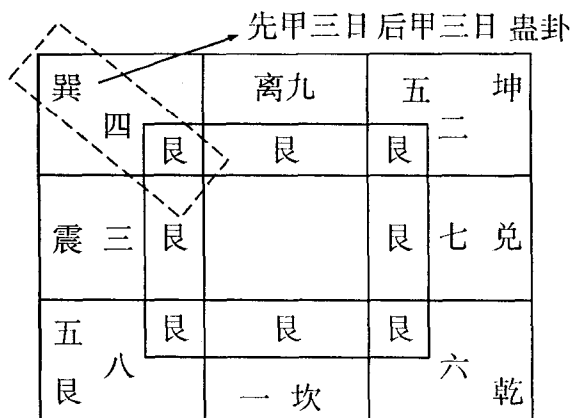 先甲三日 后甲三日 蛊卦
巽 四 艮
离九 艮
五 坤 二 艮
震 三 艮
艮 七 兑
五 八 艮 艮
艮 一 坎
艮 六 乾